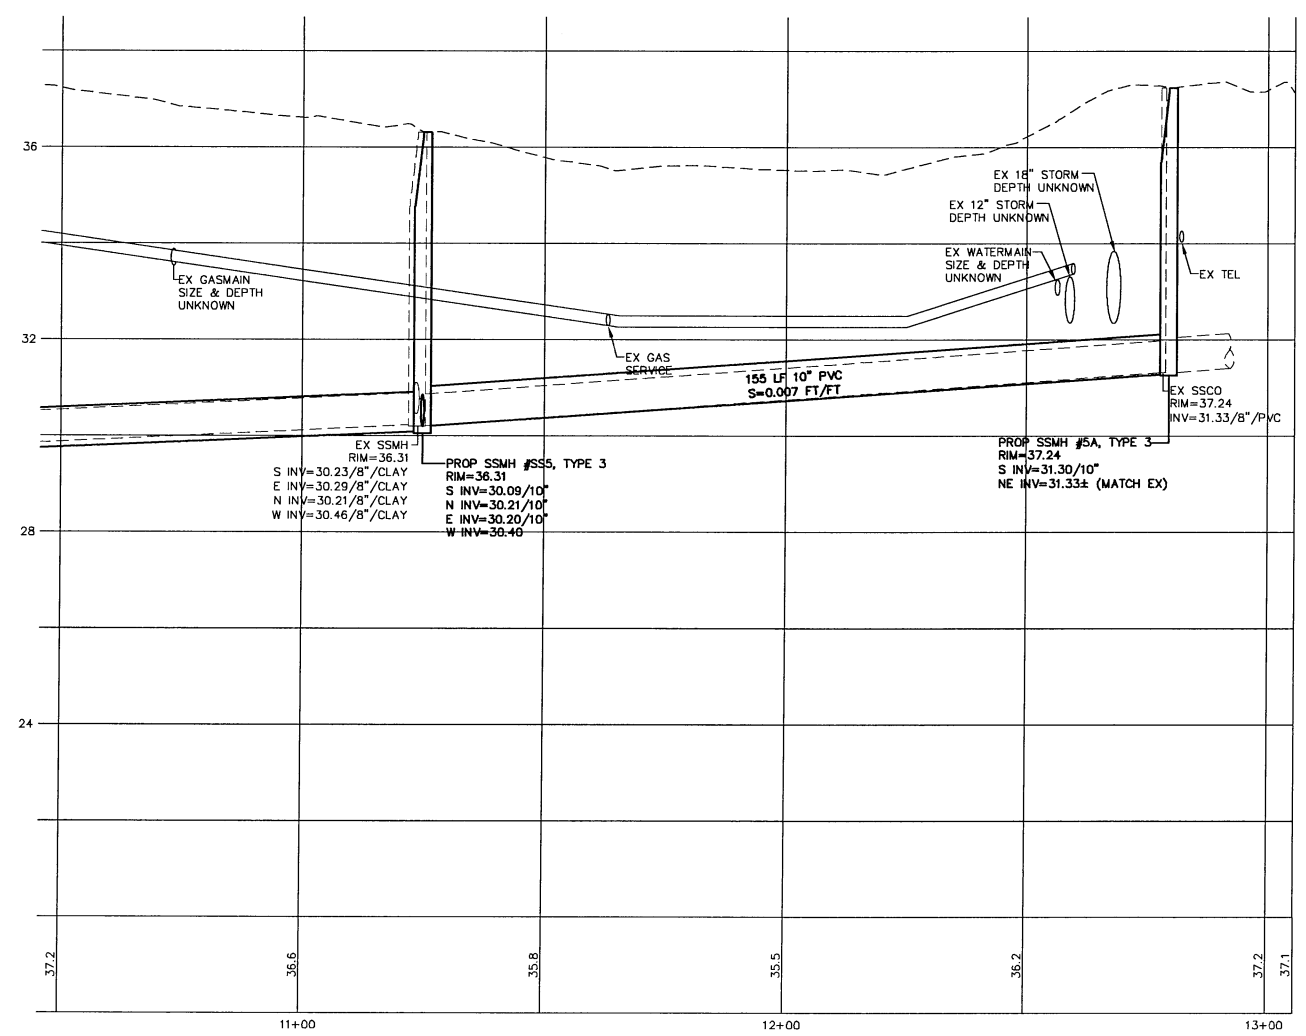 36
EX 18" STORM
DEPTH UNKNOWN
EX 12" STORM
DEPTH UNKNOWN
EX WATERMAIN
SIZE & DEPTH
UNKNOWN
EX TEL
EX GASMAIN
SIZE & DEPTH
UNKNOWN
32
EX GAS
SERVICE
155 LF 10" PVC
S=0.007 FT/FT
EX SSCO
RIM=37.24
INV=31.33/8"/PVC
EX SSMH
RIM=36.31
S INV=30.23/8"/CLAY
E INV=30.29/8"/CLAY
N INV=30.21/8"/CLAY
W INV=30.46/8"/CLAY
PROP SSMH #SS5, TYPE 3
RIM=36.31
S INV=30.09/10"
N INV=30.21/10"
E INV=30.20/10"
W INV=30.40
PROP SSMH #5A, TYPE 3
RIM=37.24
S INV=31.30/10"
NE INV=31.33± (MATCH EX)
28
24
37.2
36.6
35.8
35.5
36.2
37.2
37.1
11+00
12+00
13+00